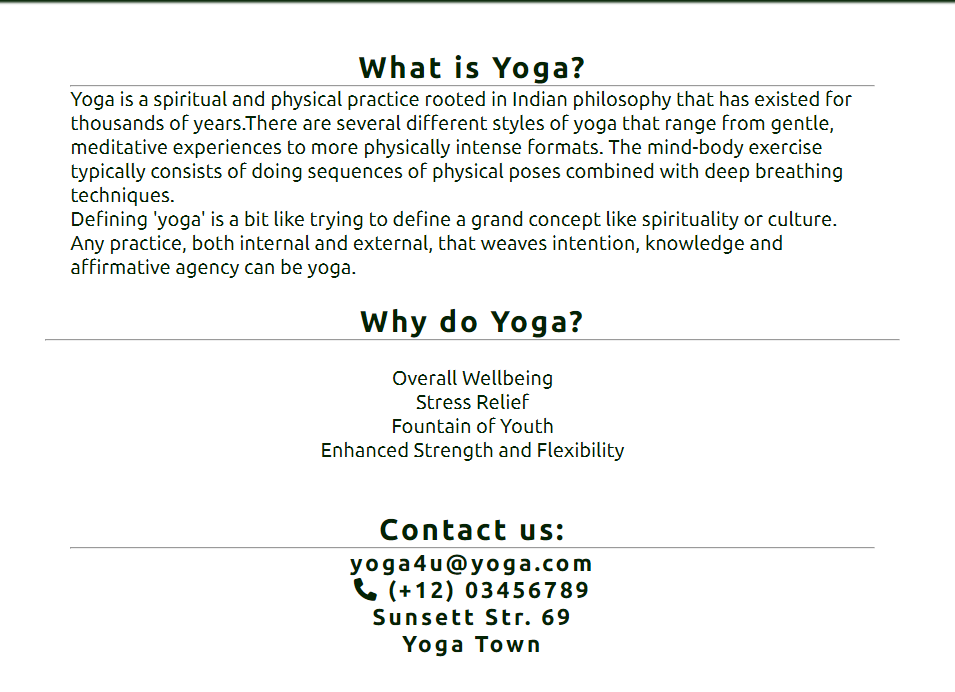 What is Yoga?
Yoga is a spiritual and physical practice rooted in Indian philosophy that has existed for
thousands of years.There are several different styles of yoga that range from gentle,
meditative experiences to more physically intense formats. The mind-body exercise
typically consists of doing sequences of physical poses combined with deep breathing
techniques.
Defining 'yoga' is a bit like trying to define a grand concept like spirituality or culture.
Any practice, both internal and external, that weaves intention, knowledge and
affirmative agency can be yoga.
Why do Yoga?
Overall Wellbeing
Stress Relief
Fountain of Youth
Enhanced Strength and Flexibility
Contact us:
yoga4u@yoga.com
(+12) 03456789
Sunsett Str. 69
Yoga Town